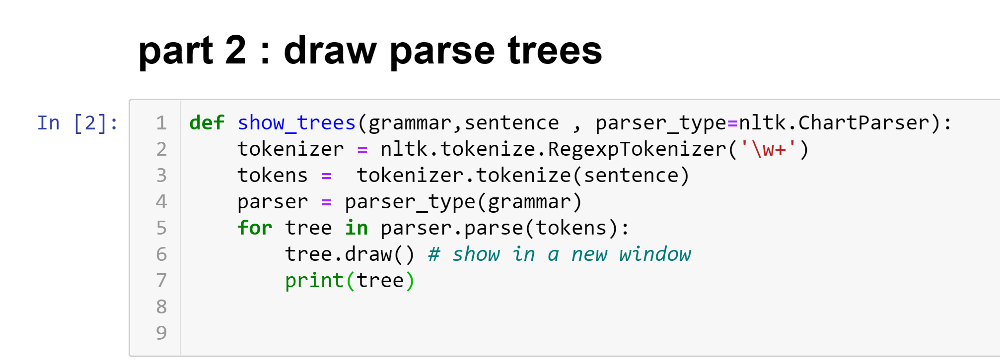 part 2 : draw parse trees
In [2]:
1 def show_trees(grammar,sentence , parser_type=nltk.ChartParser):
2     tokenizer = nltk.tokenize.RegexpTokenizer('\w+')
3     tokens =  tokenizer.tokenize(sentence)
4     parser = parser_type(grammar)
5     for tree in parser.parse(tokens):
6         tree.draw() # show in a new window
7         print(tree)
8
9